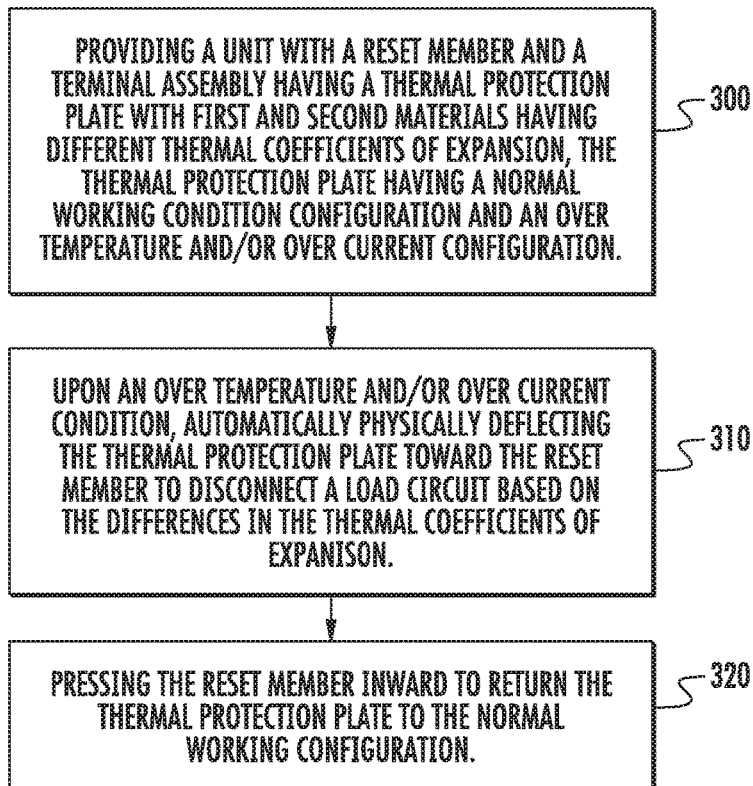 PROVIDING A UNIT WITH A RESET MEMBER AND A
TERMINAL ASSEMBLY HAVING A THERMAL PROTECTION
PLATE WITH FIRST AND SECOND MATERIALS HAVING
DIFFERENT THERMAL COEFFICIENTS OF EXPANSION, THE
THERMAL PROTECTION PLATE HAVING A NORMAL
WORKING CONDITION CONFIGURATION AND AN OVER
TEMPERATURE AND/OR OVER CURRENT CONFIGURATION.
300
UPON AN OVER TEMPERATURE AND/OR OVER CURRENT
CONDITION, AUTOMATICALLY PHYSICALLY DEFLECTING
THE THERMAL PROTECTION PLATE TOWARD THE RESET
MEMBER TO DISCONNECT A LOAD CIRCUIT BASED ON
THE DIFFERENCES IN THE THERMAL COEFFICIENTS OF
EXPANISON.
310
PRESSING THE RESET MEMBER INWARD TO RETURN THE
THERMAL PROTECTION PLATE TO THE NORMAL
WORKING CONFIGURATION.
320